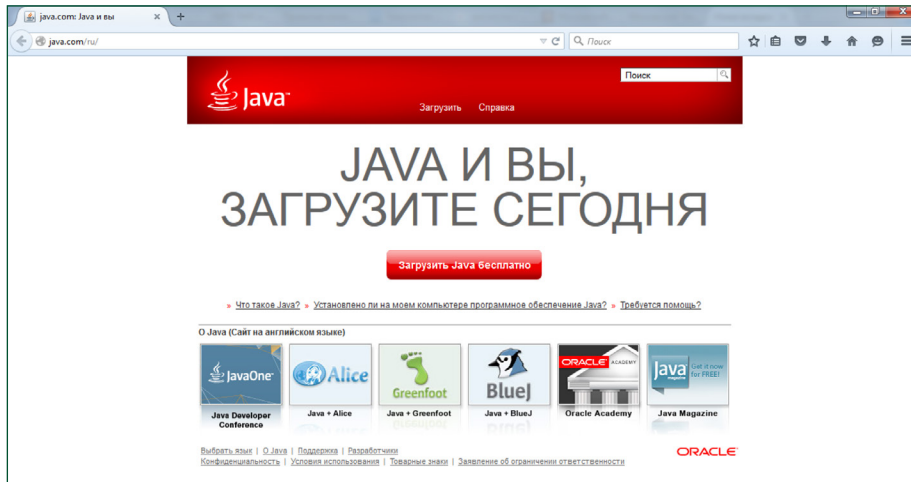 java.com: Java и вы
java.com/ru/
Поиск
Java™
Поиск
Загрузить Справка
JAVA И ВЫ,
ЗАГРУЗИТЕ СЕГОДНЯ
Загрузить Java бесплатно
» Что такое Java? » Установлено ли на моем компьютере программное обеспечение Java? » Требуется помощь?
О Java (Сайт на английском языке)
JavaOne™
Alice
Greenfoot
BlueJ
ORACLE ACADEMY
Java magazine
Get it now for FREE!
Java Developer Conference
Java + Alice
Java + Greenfoot
Java + BlueJ
Oracle Academy
Java Magazine
Выбрать язык | О Java | Поддержка | Разработчики
Конфиденциальность | Условия использования | Товарные знаки | Заявление об ограничении ответственности
ORACLE